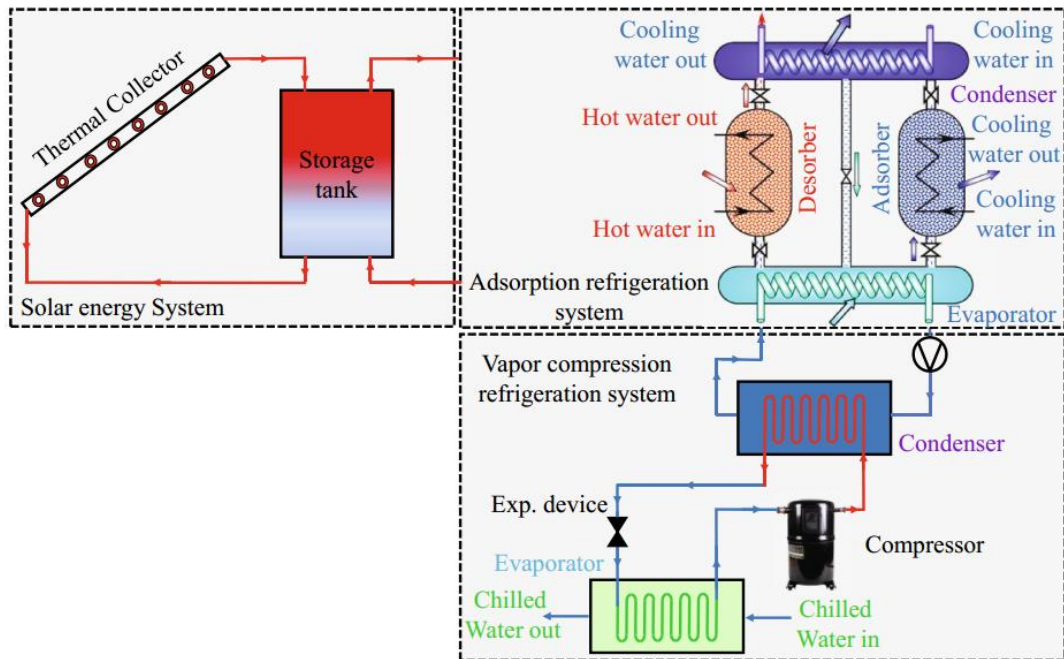 Thermal Collector
Storage
tank
Solar energy System
Cooling
water out
Cooling
water in
Condenser
Hot water out
Cooling
water out
Desorber
Adsorber
Hot water in
Cooling
water in
Adsorption refrigeration
system
Evaporator
Vapor compression
refrigeration system
Condenser
Exp. device
Compressor
Evaporator
Chilled
Water out
Chilled
Water in